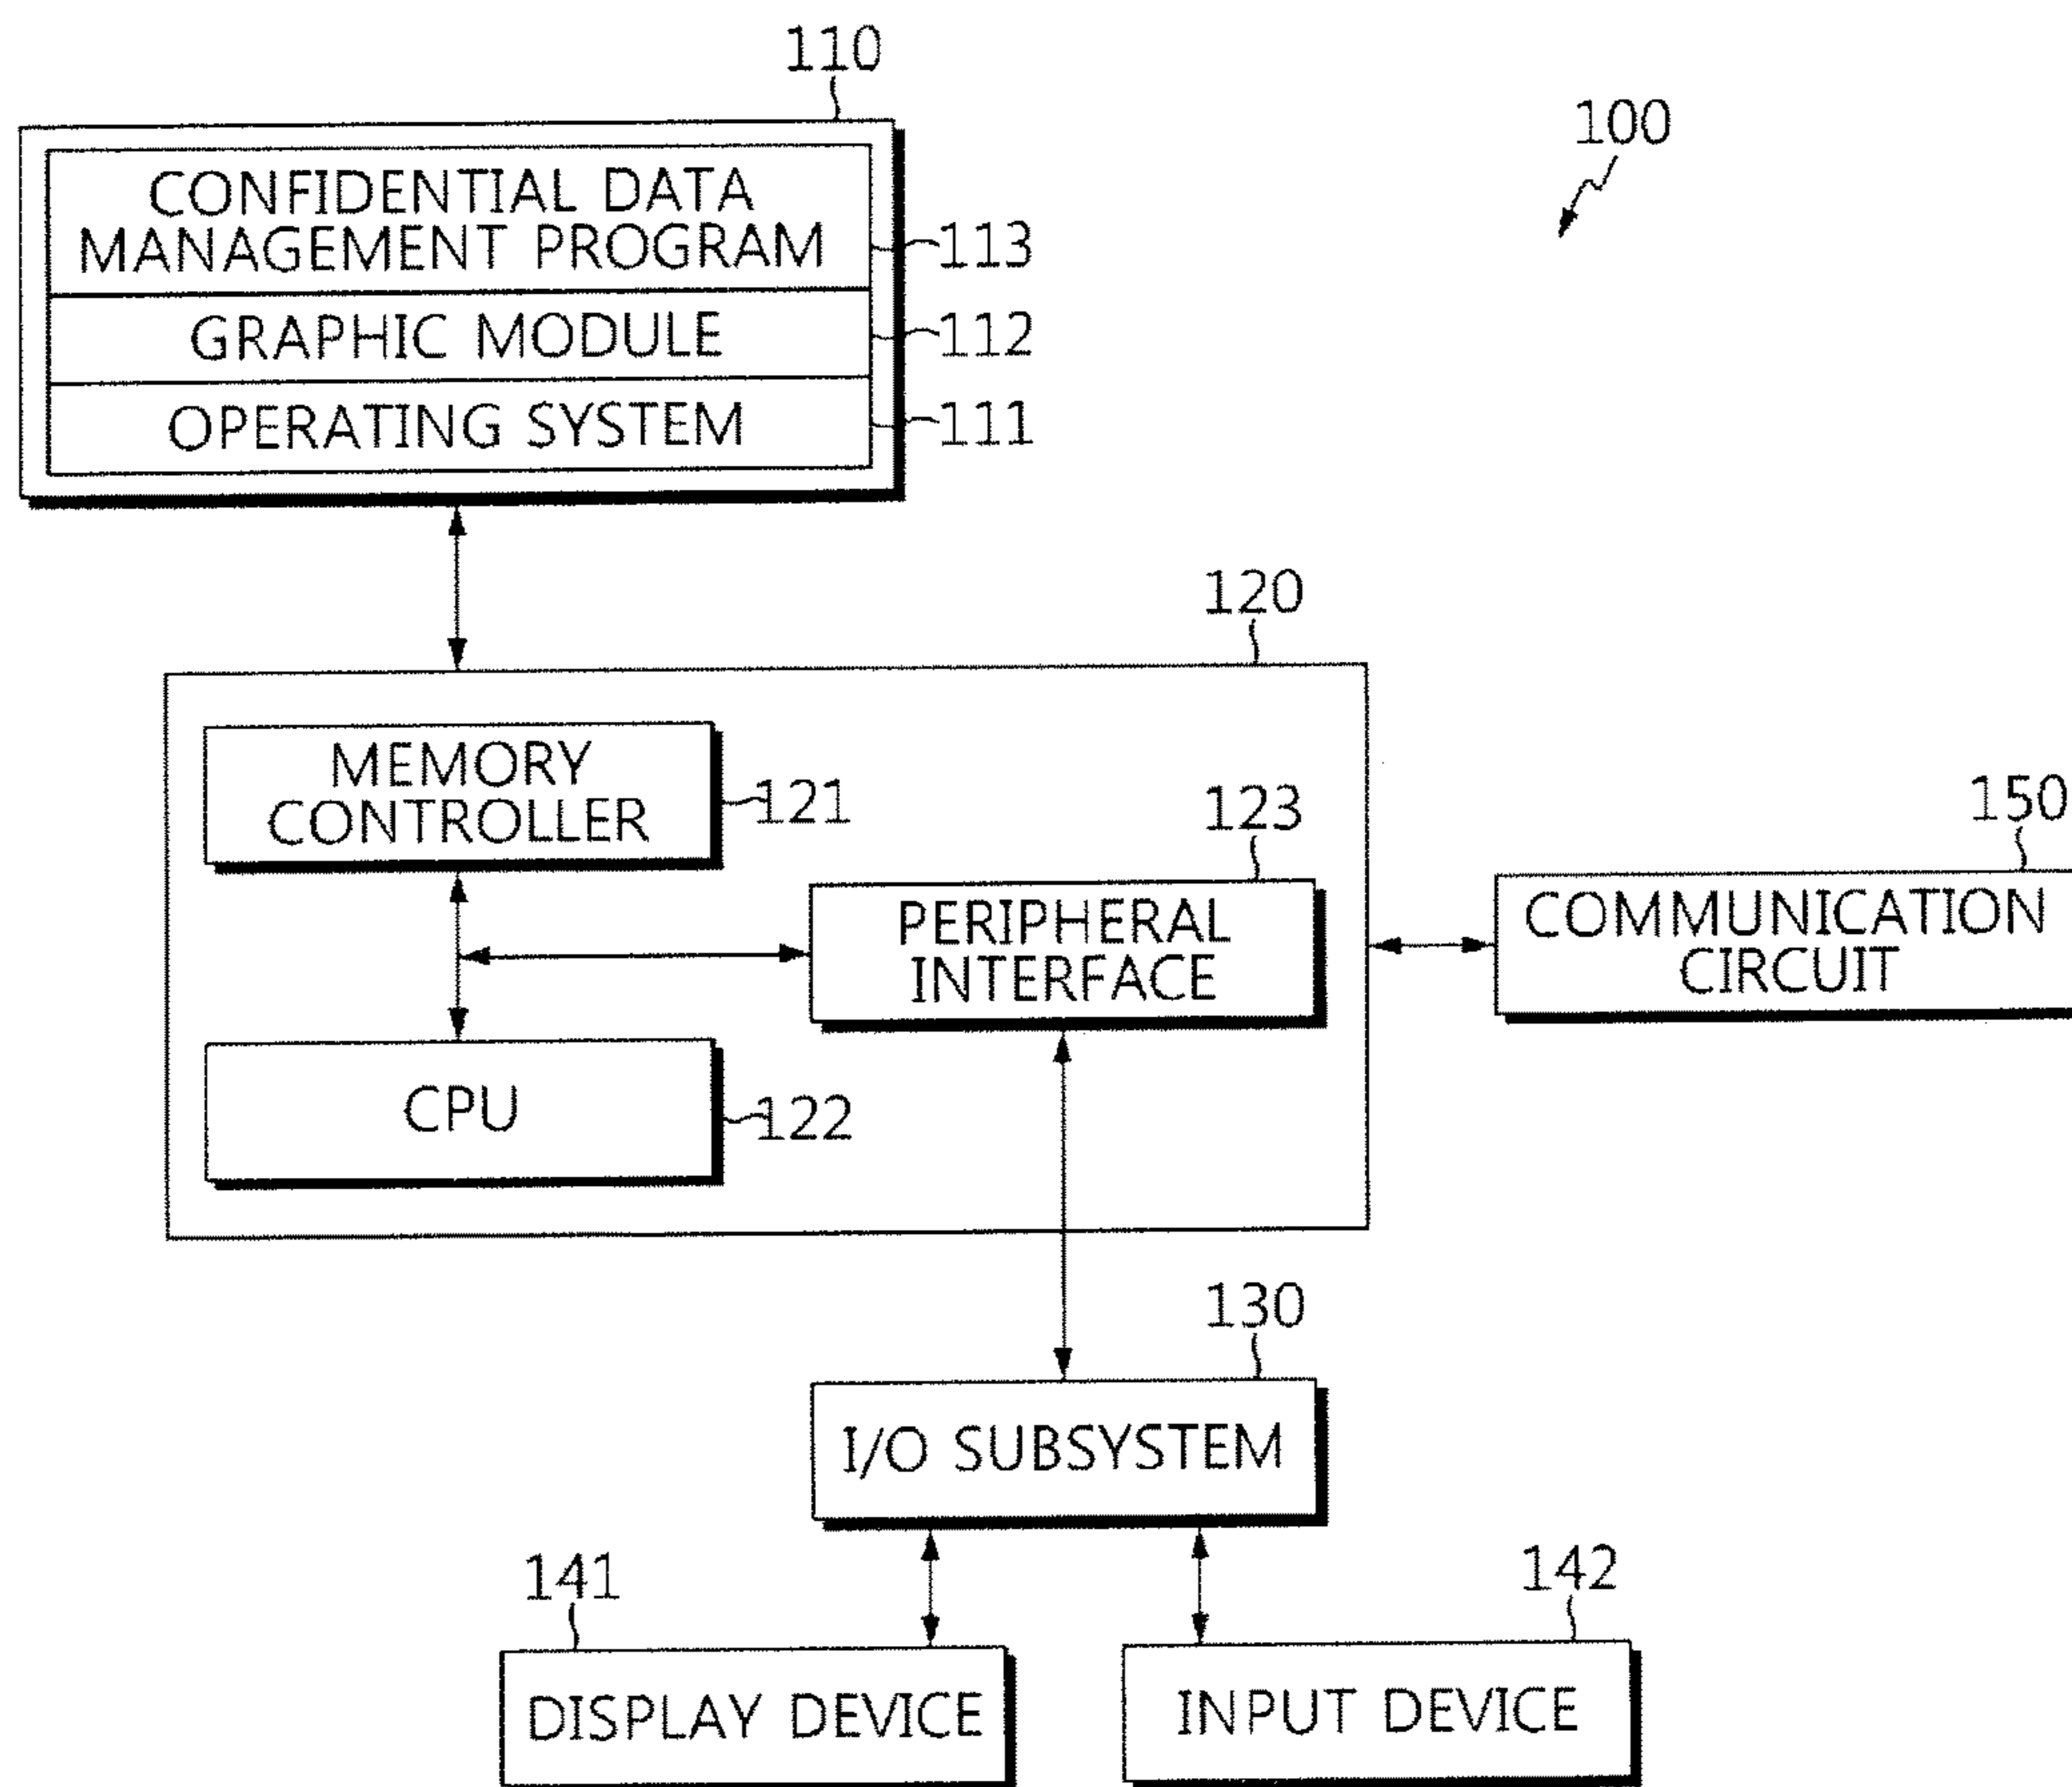 110
100
CONFIDENTIAL DATA
MANAGEMENT PROGRAM
113
GRAPHIC MODULE
112
OPERATING SYSTEM
111
120
MEMORY
CONTROLLER
121
123
150
PERIPHERAL
INTERFACE
COMMUNICATION
CIRCUIT
CPU
122
130
I/O SUBSYSTEM
141
142
DISPLAY DEVICE
INPUT DEVICE